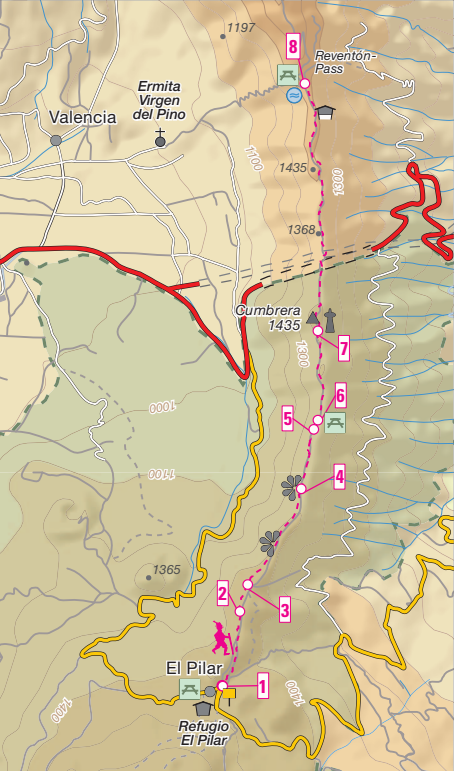 1197
8
Reventón-
Pass
Ermita
Virgen
del Pino
Valencia
1100
1435
1300
1368
Cumbrera
1435
7
1300
6
5
1000
1100
4
1365
2
3
El Pilar
1
1400
1400
Refugio
El Pilar